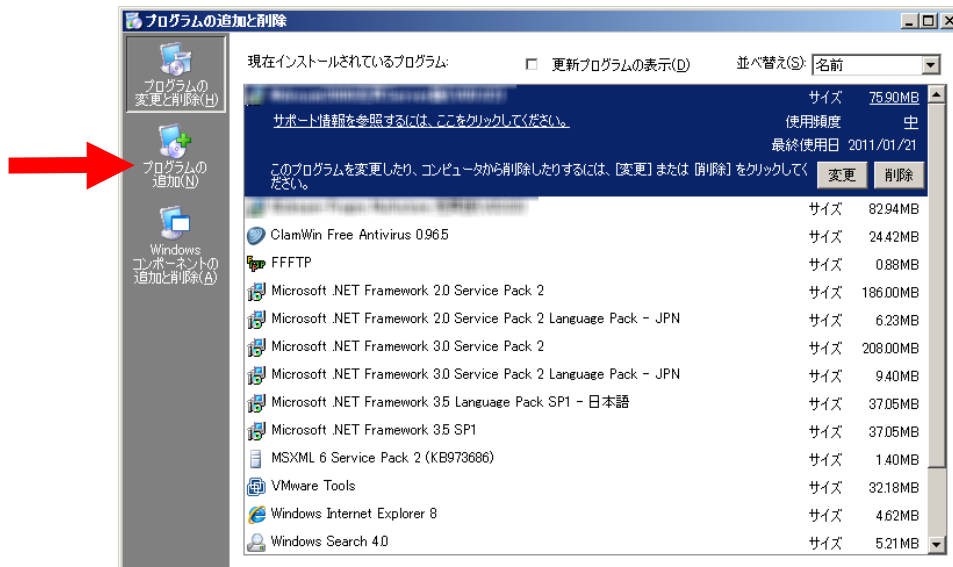 プログラムの追加と削除
プログラムの
変更と削除(H)
プログラムの
追加(N)
Windows
コンポーネントの
追加と削除(A)
現在インストールされているプログラム:
更新プログラムの表示(D)
並べ替え(S):
名前
サイズ 75.90MB
サポート情報を参照するには、ここをクリックしてください。
使用頻度 中
最終使用日 2011/01/21
このプログラムを変更したり、コンピュータから削除したりするには、[変更] または [削除] をクリックしてく
ださい。
変更
削除
サイズ 82.94MB
ClamWin Free Antivirus 0.96.5 サイズ 24.42MB
FFFTP サイズ 0.88MB
Microsoft .NET Framework 2.0 Service Pack 2 サイズ 186.00MB
Microsoft .NET Framework 2.0 Service Pack 2 Language Pack - JPN サイズ 6.23MB
Microsoft .NET Framework 3.0 Service Pack 2 サイズ 208.00MB
Microsoft .NET Framework 3.0 Service Pack 2 Language Pack - JPN サイズ 9.40MB
Microsoft .NET Framework 3.5 Language Pack SP1 - 日本語 サイズ 37.05MB
Microsoft .NET Framework 3.5 SP1 サイズ 37.05MB
MSXML 6 Service Pack 2 (KB973686) サイズ 1.40MB
VMware Tools サイズ 32.18MB
Windows Internet Explorer 8 サイズ 4.62MB
Windows Search 4.0 サイズ 5.21MB